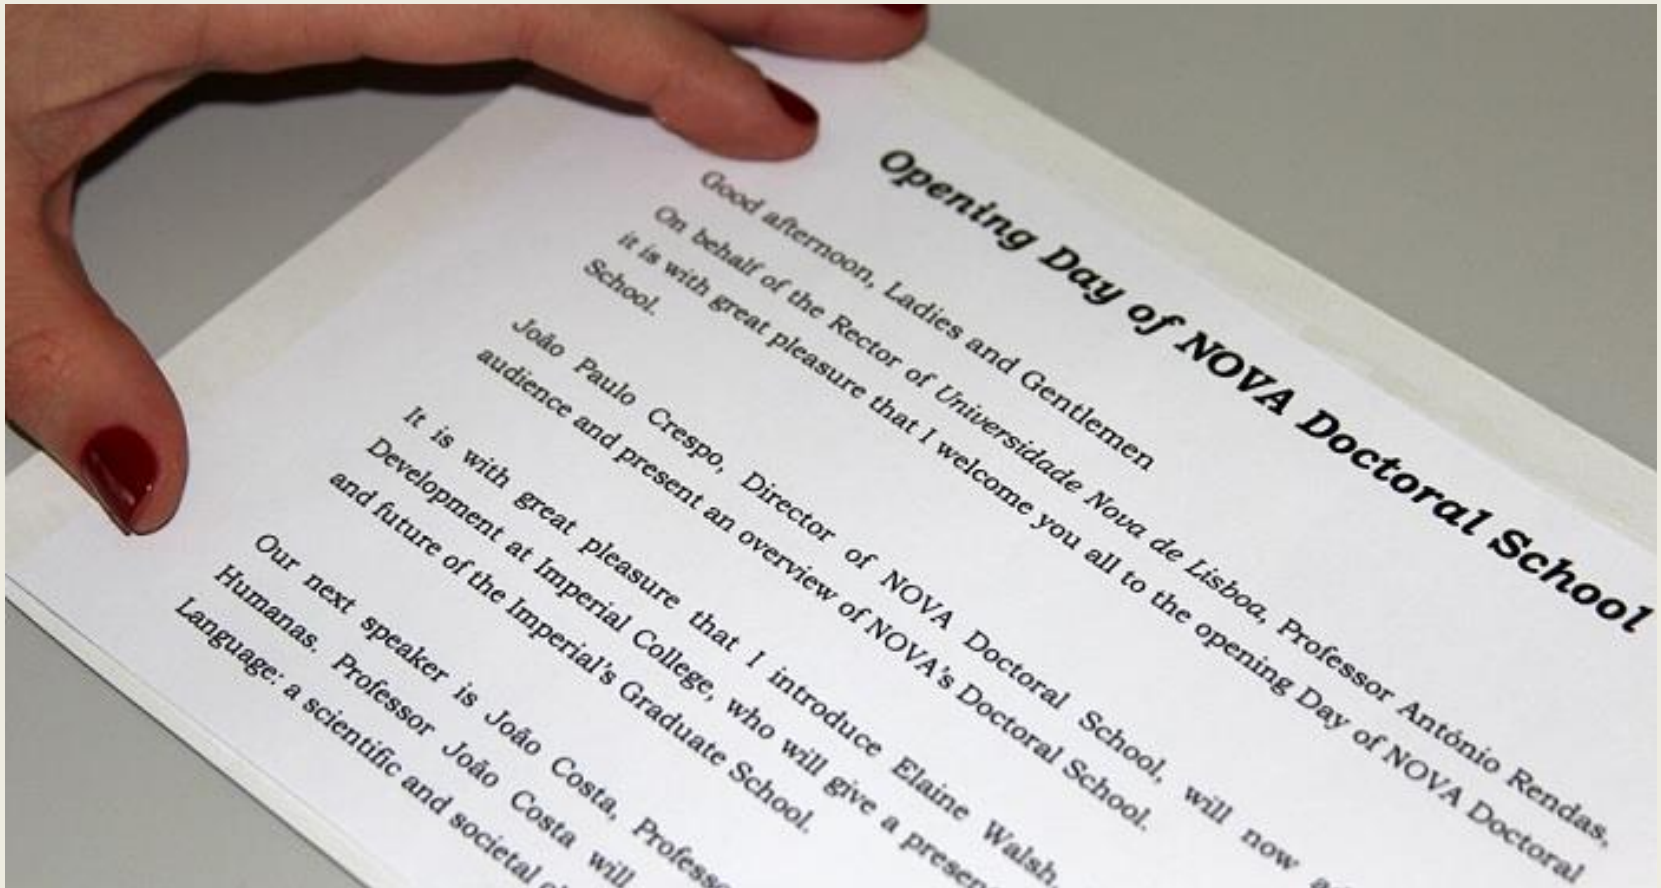 Opening Day of NOVA Doctoral School
Good afternoon, Ladies and Gentlemen
On behalf of the Rector of Universidade Nova de Lisboa, Professor António Rendas,
it is with great pleasure that I welcome you all to the opening Day of NOVA Doctoral
School.
João Paulo Crespo, Director of NOVA Doctoral School, will now
audience and present an overview of NOVA's Doctoral School.
It is with great pleasure that I introduce Elaine Walsh,
Development at Imperial College, who will give a
and future of the Imperial's Graduate School.
Our next speaker is João Costa,
Humanas. Professor João Costa will
Language: a scientific and societal